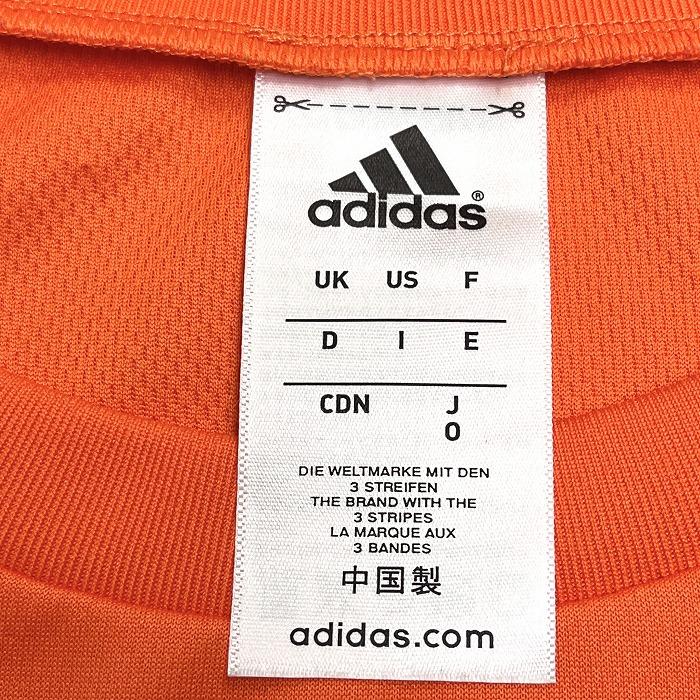 adidas®
UK US F
D I E
CDN J
O
DIE WELTMARKE MIT DEN
3 STREIFEN
THE BRAND WITH THE
3 STRIPES
LA MARQUE AUX
3 BANDES
中国製
adidas.com